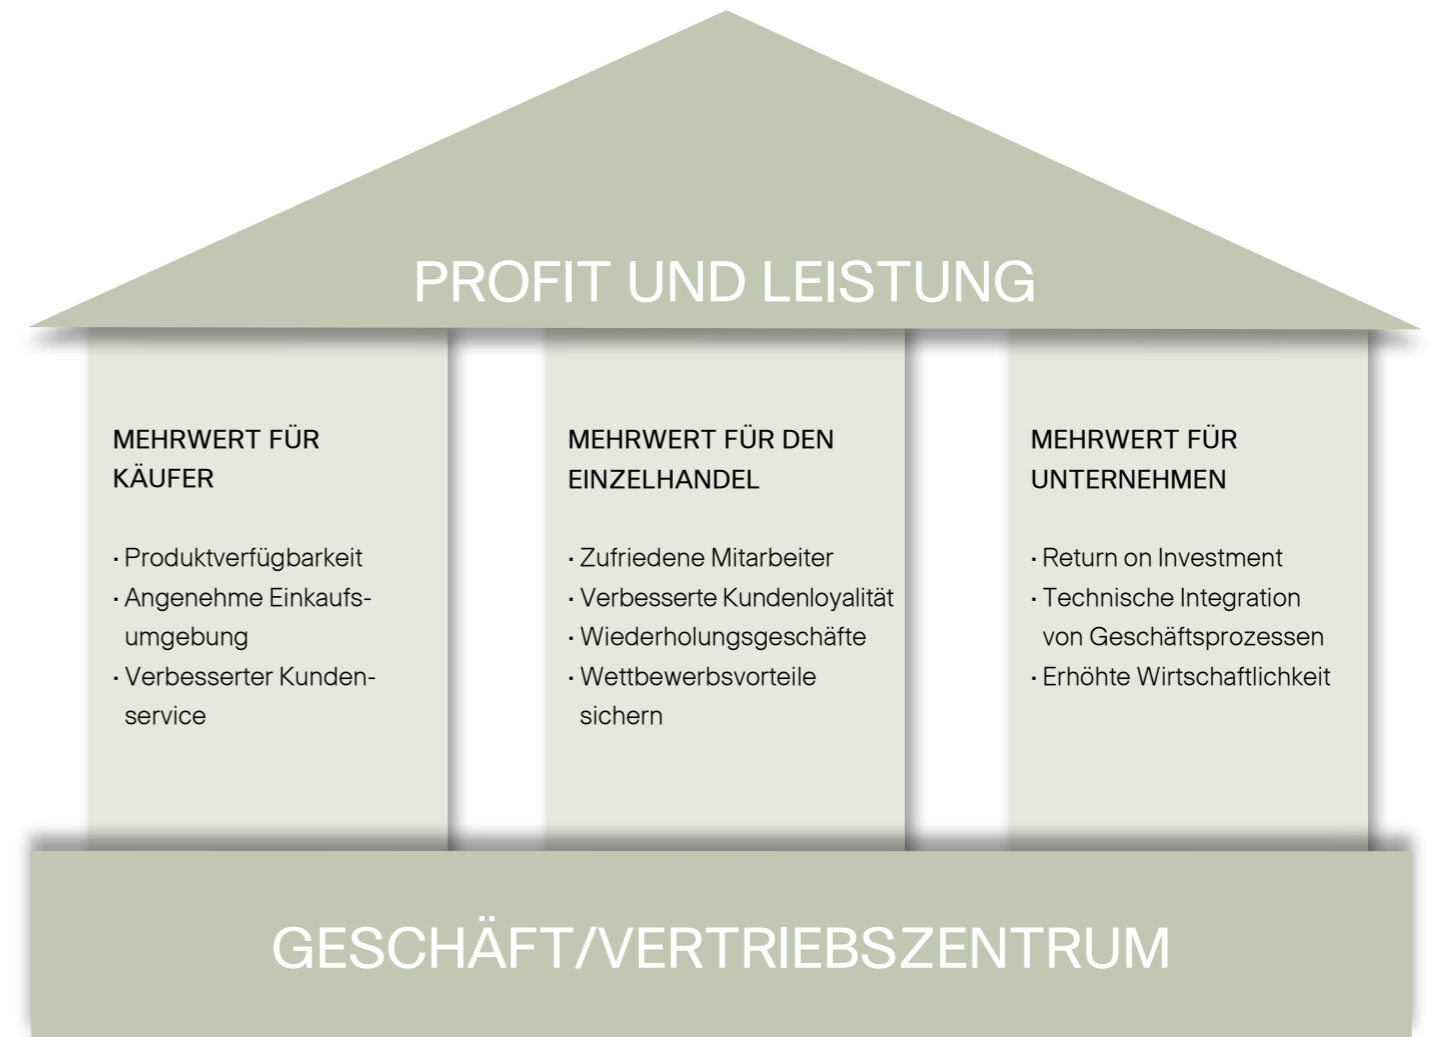 PROFIT UND LEISTUNG
MEHRWERT FÜR
KÄUFER
· Produktverfügbarkeit
· Angenehme Einkaufs-
umgebung
· Verbesserter Kunden-
service
MEHRWERT FÜR DEN
EINZELHANDEL
· Zufriedene Mitarbeiter
· Verbesserte Kundenloyalität
· Wiederholungsgeschäfte
· Wettbewerbsvorteile
sichern
MEHRWERT FÜR
UNTERNEHMEN
· Return on Investment
· Technische Integration
von Geschäftsprozessen
· Erhöhte Wirtschaftlichkeit
GESCHÄFT/VERTRIEBSZENTRUM